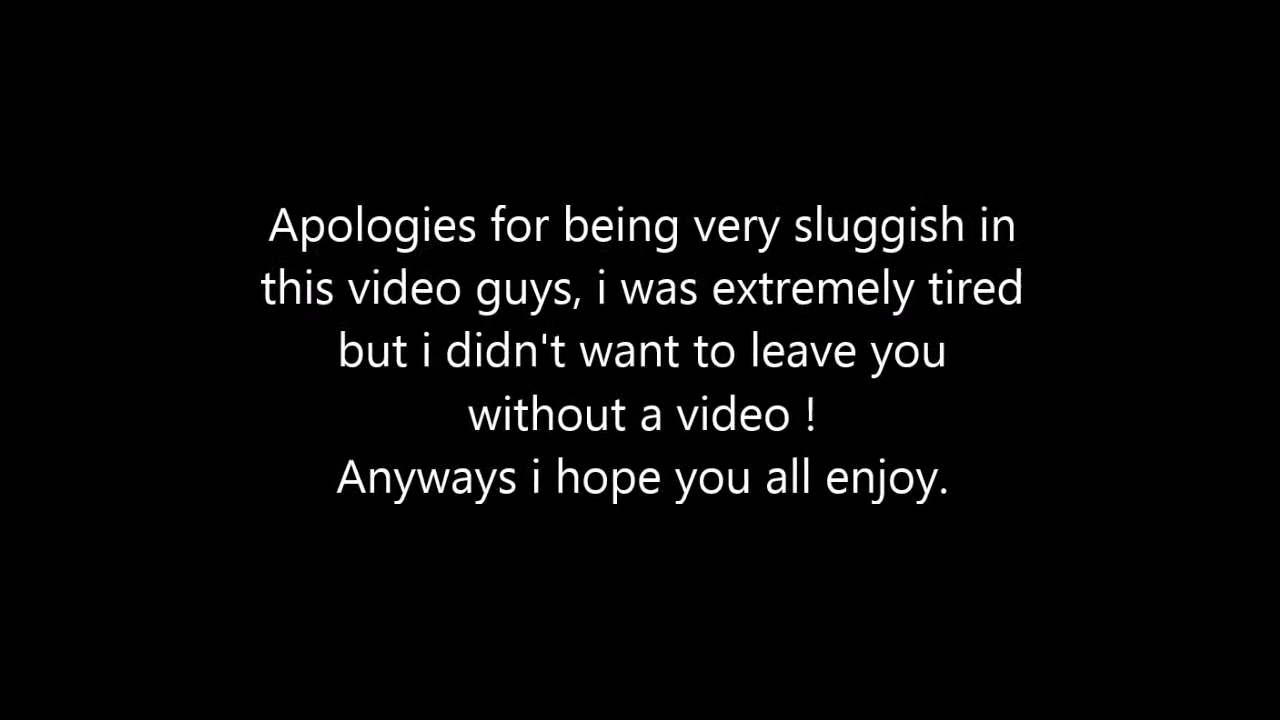 Apologies for being very sluggish in
this video guys, i was extremely tired
but i didn't want to leave you
without a video !
Anyways i hope you all enjoy.